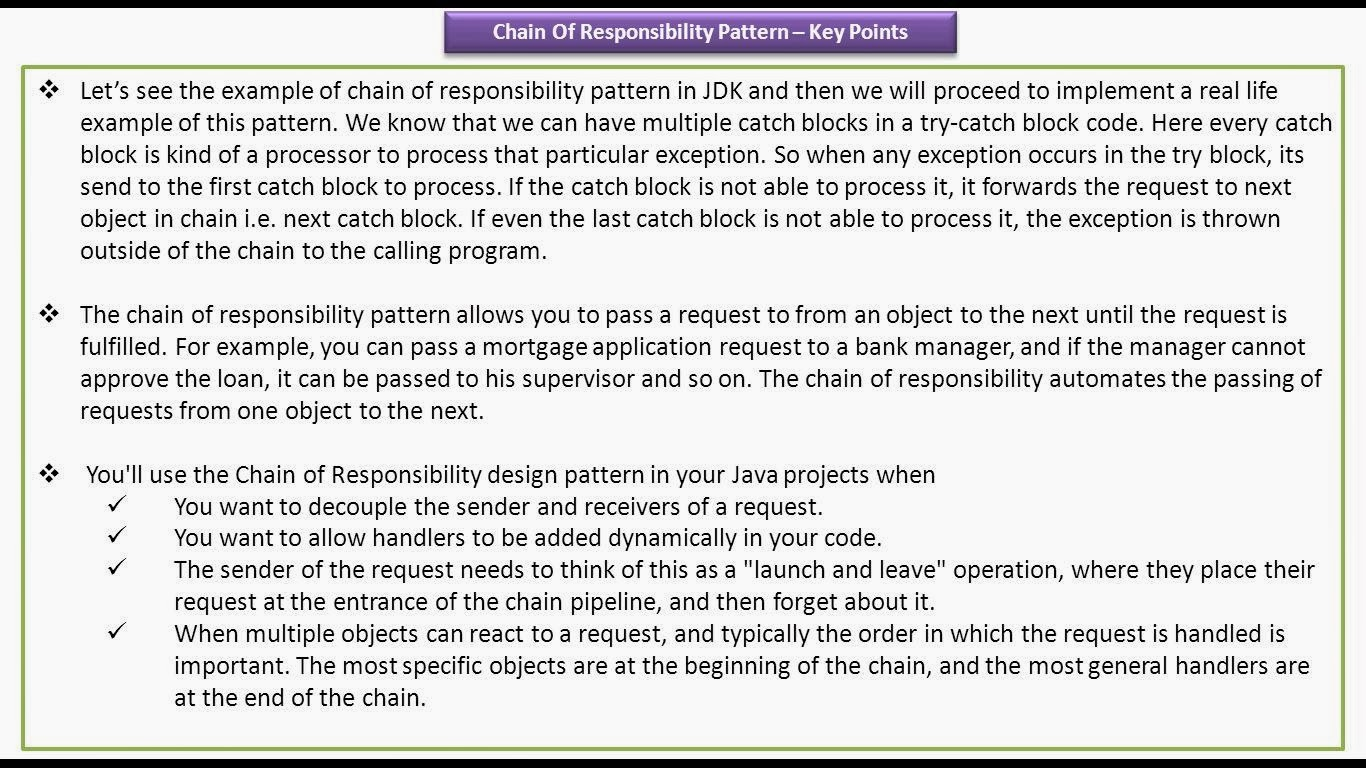 Chain Of Responsibility Pattern – Key Points
❖ Let’s see the example of chain of responsibility pattern in JDK and then we will proceed to implement a real life
example of this pattern. We know that we can have multiple catch blocks in a try-catch block code. Here every catch
block is kind of a processor to process that particular exception. So when any exception occurs in the try block, its
send to the first catch block to process. If the catch block is not able to process it, it forwards the request to next
object in chain i.e. next catch block. If even the last catch block is not able to process it, the exception is thrown
outside of the chain to the calling program.
❖ The chain of responsibility pattern allows you to pass a request to from an object to the next until the request is
fulfilled. For example, you can pass a mortgage application request to a bank manager, and if the manager cannot
approve the loan, it can be passed to his supervisor and so on. The chain of responsibility automates the passing of
requests from one object to the next.
❖ You'll use the Chain of Responsibility design pattern in your Java projects when
✓ You want to decouple the sender and receivers of a request.
✓ You want to allow handlers to be added dynamically in your code.
✓ The sender of the request needs to think of this as a "launch and leave" operation, where they place their
request at the entrance of the chain pipeline, and then forget about it.
✓ When multiple objects can react to a request, and typically the order in which the request is handled is
important. The most specific objects are at the beginning of the chain, and the most general handlers are
at the end of the chain.